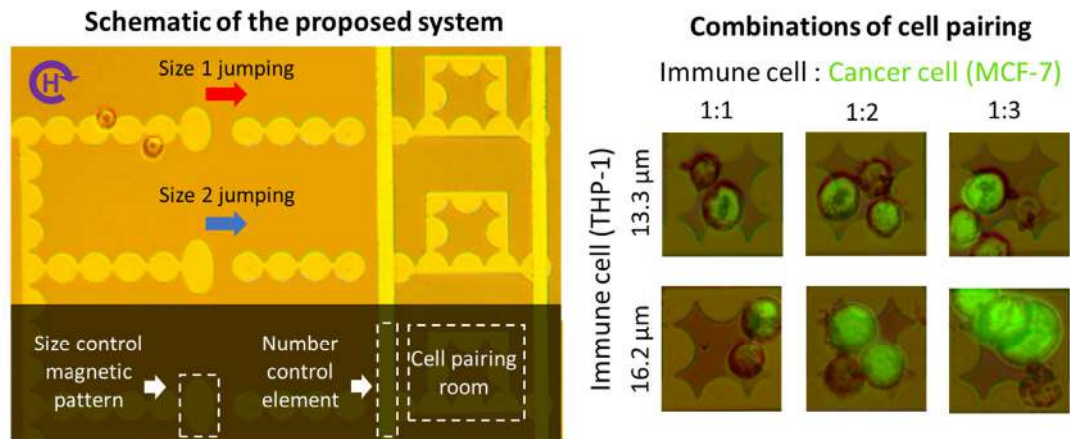 Schematic of the proposed system
H
Size 1 jumping
Size 2 jumping
Size control
magnetic
pattern
Number
control
element
Cell pairing
room
Combinations of cell pairing
Immune cell : Cancer cell (MCF-7)
1:1 1:2 1:3
Immune cell (THP-1)
13.3 µm
16.2 µm